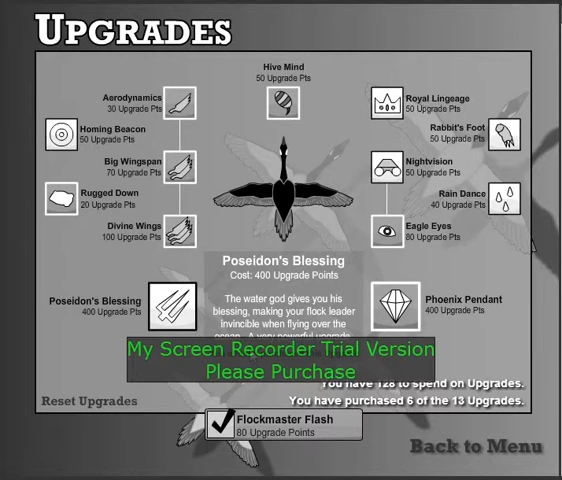 UPGRADES
Hive Mind
50 Upgrade Pts
Aerodynamics
30 Upgrade Pts
Royal Lingeage
50 Upgrade Pts
Homing Beacon
50 Upgrade Pts
Rabbit's Foot
50 Upgrade Pts
Big Wingspan
70 Upgrade Pts
Nightvision
50 Upgrade Pts
Rugged Down
20 Upgrade Pts
Rain Dance
40 Upgrade Pts
Divine Wings
100 Upgrade Pts
Eagle Eyes
80 Upgrade Pts
Poseidon's Blessing
Cost: 400 Upgrade Points
Poseidon's Blessing
400 Upgrade Pts
The water god gives you his
blessing, making your flock leader
invincible when flying over the
Phoenix Pendant
400 Upgrade Pts
My Screen Recorder Trial Version
Please Purchase
You have 128 to spend on Upgrades.
You have purchased 6 of the 13 Upgrades.
Reset Upgrades
Flockmaster Flash
80 Upgrade Points
Back to Menu